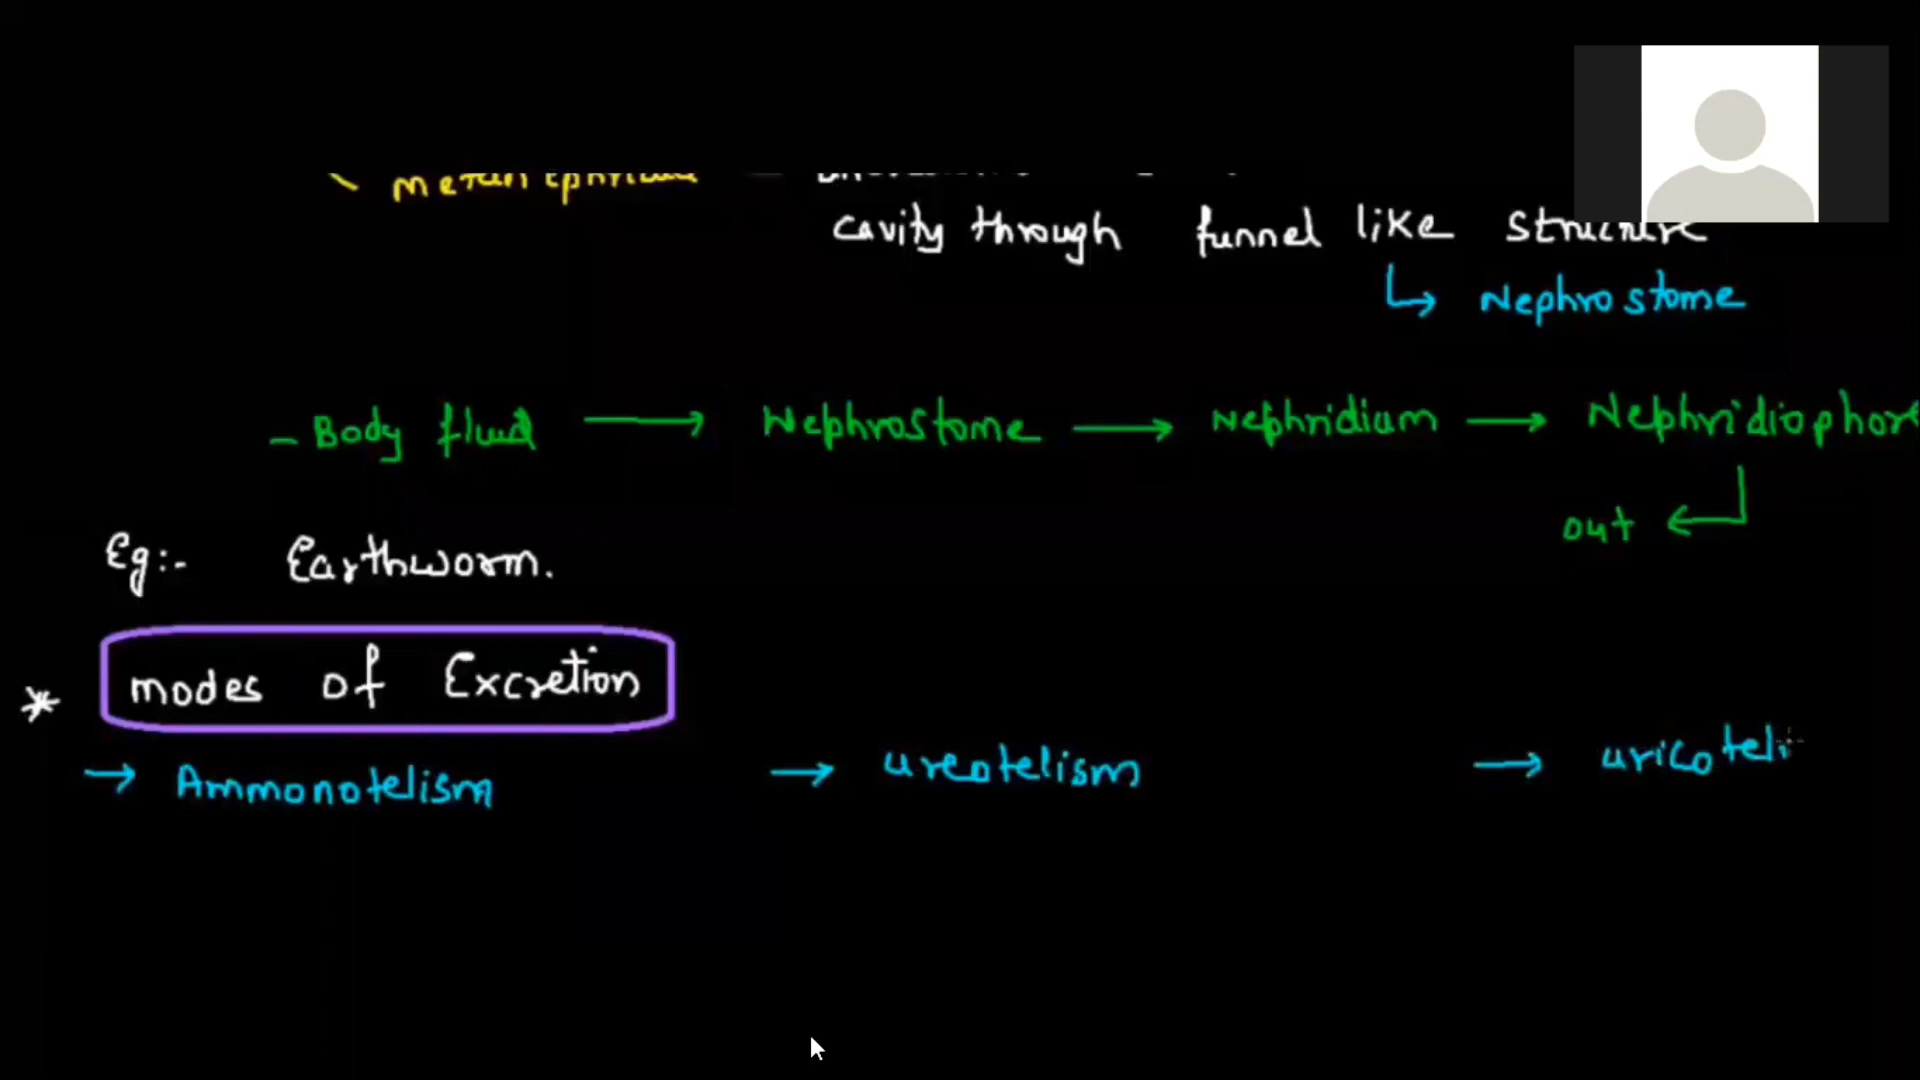 cavity through funnel like structure
↳ Nephrostome
- Body fluid → Nephrostome → Nephridium → Nephridiophor
out ←
Eg:- Earthworm.
* modes of Excretion
→ Ammonotelism → ureotelism → uricoteli